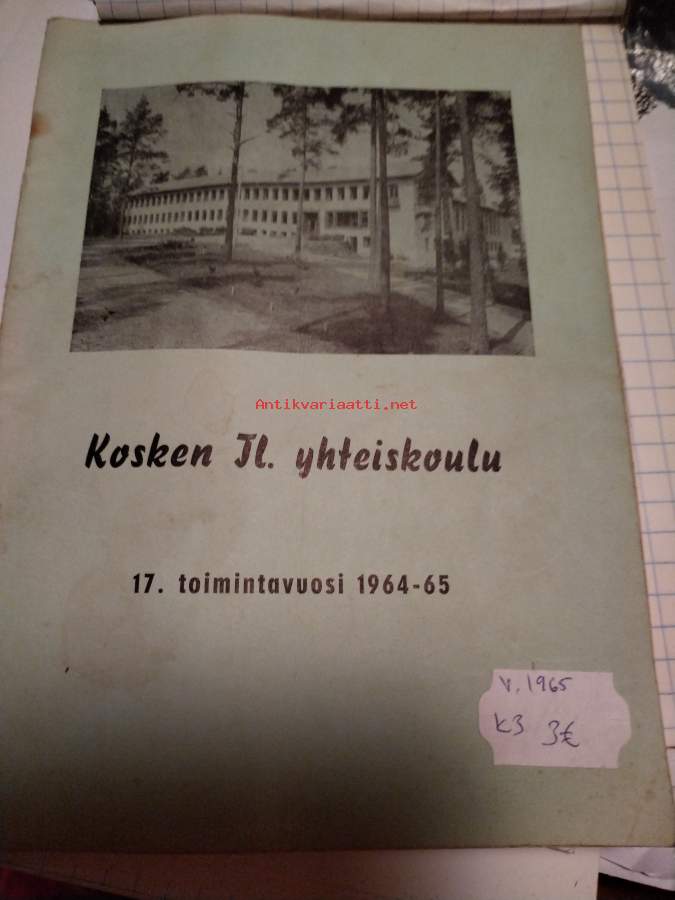 Antikvariaatti.net
Kosken Tl. yhteiskoulu
17. toimintavuosi 1964-65
v. 1965
K3 3€